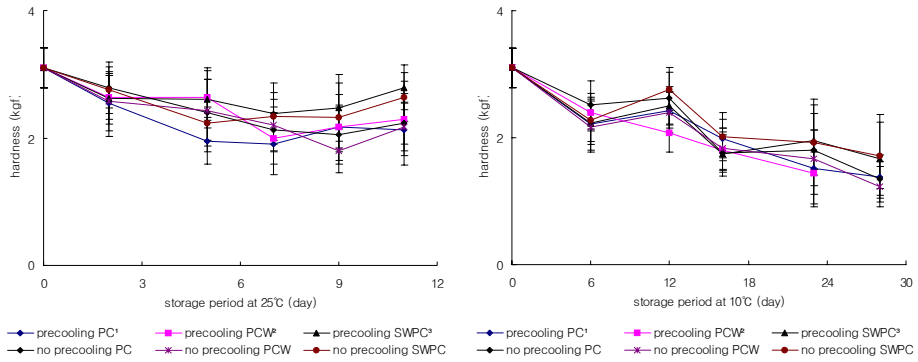 4
2
0
hardness (kgf)
0 3 6 9 12
storage period at 25℃ (day)
precooling PC¹ precooling PCW² precooling SWPC³
no precooling PC no precooling PCW no precooling SWPC
4
2
0
hardness (kgf)
0 6 12 18 24 30
storage period at 10℃ (day)
precooling PC¹ precooling PCW² precooling SWPC³
no precooling PC no precooling PCW no precooling SWPC